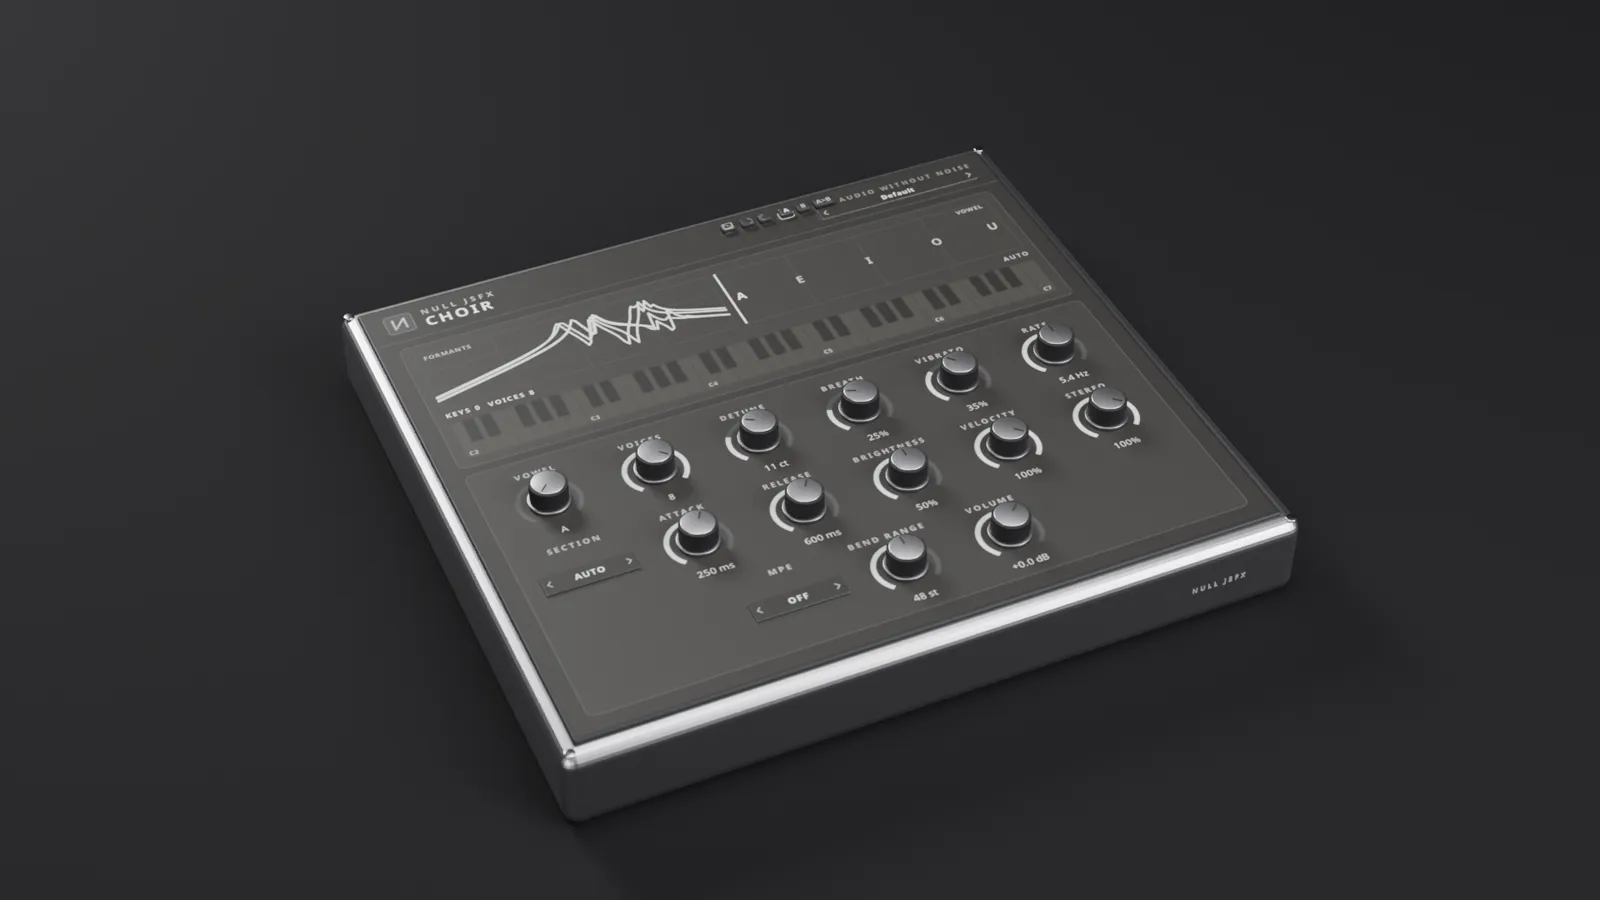 NULL JSFX
CHOIR
A B A>B
AUDIO WITHOUT NOISE
< Default >
FORMANTS
VOWEL
A E I O U
KEYS 0 VOICES 8
AUTO
C2 C3 C4 C5 C6 C7
VOWEL
A
VOICES
8
DETUNE
11 ct
BREATH
25%
VIBRATO
35%
RATE
5.4 Hz
SECTION
< AUTO >
ATTACK
250 ms
RELEASE
600 ms
BRIGHTNESS
50%
VELOCITY
100%
STEREO
100%
MPE
< OFF >
BEND RANGE
48 st
VOLUME
+0.0 dB
NULL JSFX